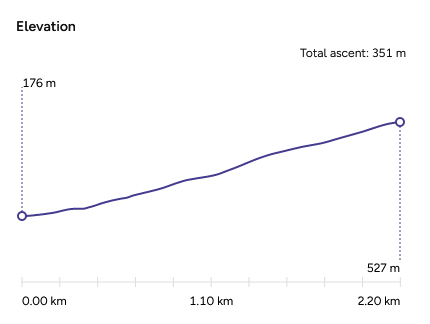 Elevation
Total ascent: 351 m
176 m
527 m
0.00 km 1.10 km 2.20 km